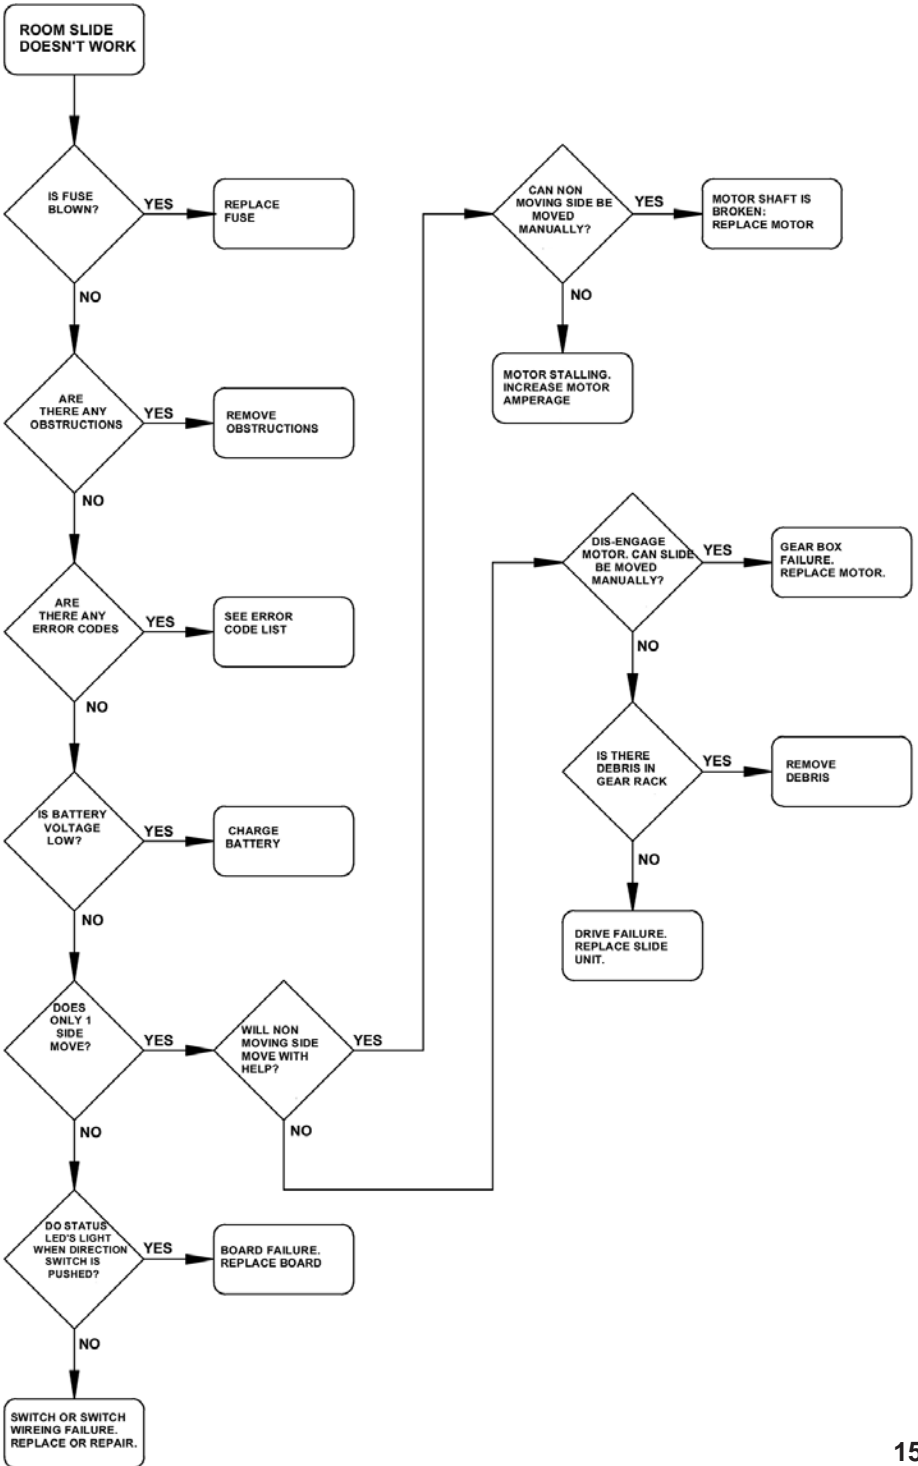 ROOM SLIDE
DOESN'T WORK
IS FUSE
BLOWN?
YES
REPLACE
FUSE
NO
ARE
THERE ANY
OBSTRUCTIONS
YES
REMOVE
OBSTRUCTIONS
NO
ARE
THERE ANY
ERROR CODES
YES
SEE ERROR
CODE LIST
NO
IS BATTERY
VOLTAGE
LOW?
YES
CHARGE
BATTERY
NO
DOES
ONLY 1
SIDE
MOVE?
YES
WILL NON
MOVING SIDE
MOVE WITH
HELP?
YES
NO
NO
DO STATUS
LED'S LIGHT
WHEN DIRECTION
SWITCH IS
PUSHED?
YES
BOARD FAILURE.
REPLACE BOARD
NO
SWITCH OR SWITCH
WIREING FAILURE.
REPLACE OR REPAIR.
CAN NON
MOVING SIDE BE
MOVED
MANUALLY?
YES
MOTOR SHAFT IS
BROKEN:
REPLACE MOTOR
NO
MOTOR STALLING.
INCREASE MOTOR
AMPERAGE
DIS-ENGAGE
MOTOR. CAN SLIDE
BE MOVED
MANUALLY?
YES
GEAR BOX
FAILURE.
REPLACE MOTOR.
NO
IS THERE
DEBRIS IN
GEAR RACK
YES
REMOVE
DEBRIS
NO
DRIVE FAILURE.
REPLACE SLIDE
UNIT.
15